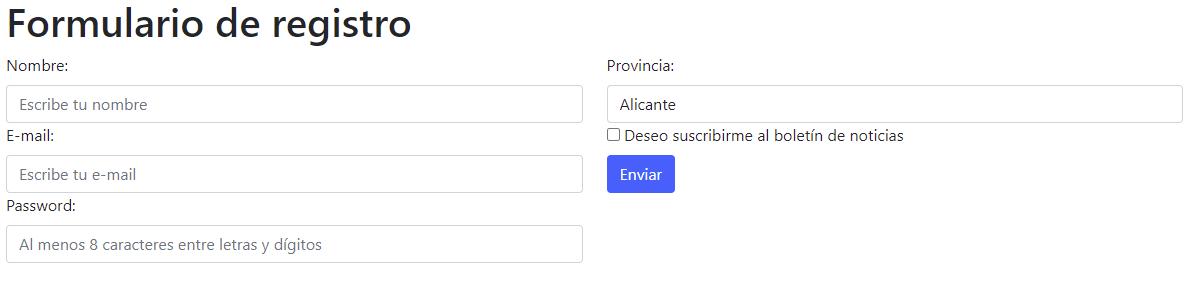 Formulario de registro
Nombre:
Escribe tu nombre
E-mail:
Escribe tu e-mail
Password:
Al menos 8 caracteres entre letras y dígitos
Provincia:
Alicante
Deseo suscribirme al boletín de noticias
Enviar